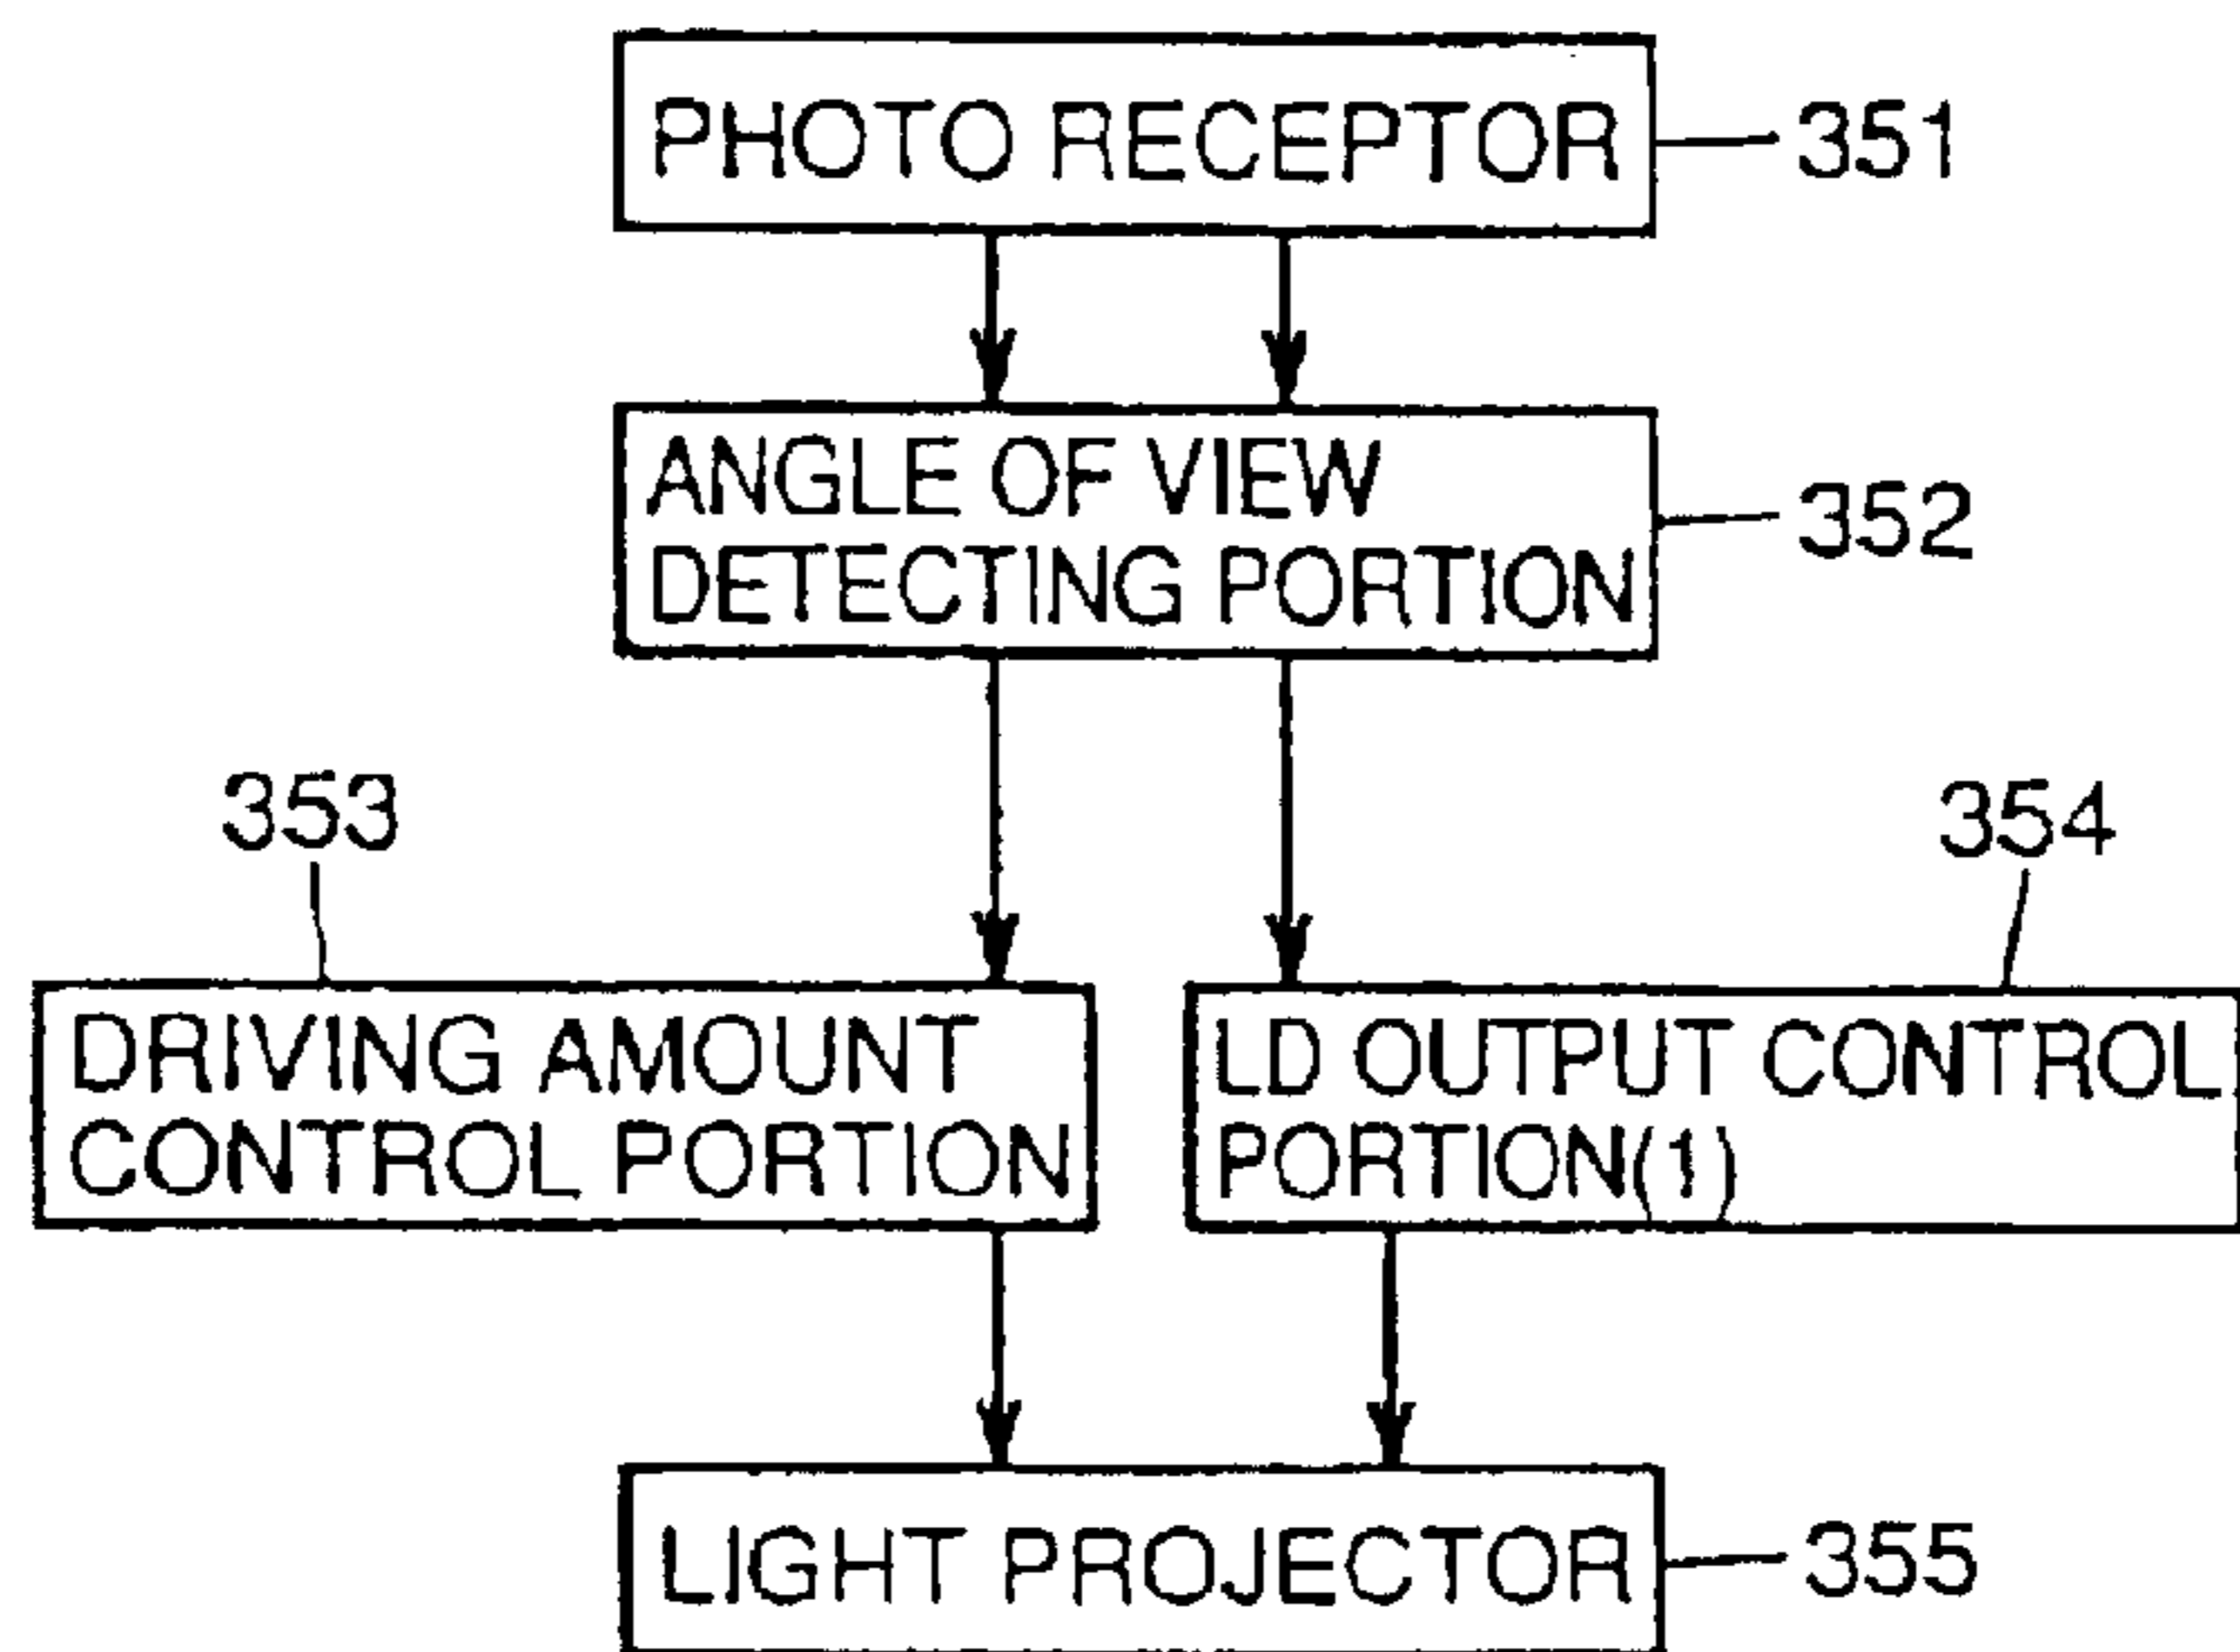 PHOTO RECEPTOR
351
ANGLE OF VIEW
DETECTING PORTION
352
353
354
DRIVING AMOUNT
CONTROL PORTION
LD OUTPUT CONTROL
PORTION(1)
LIGHT PROJECTOR
355